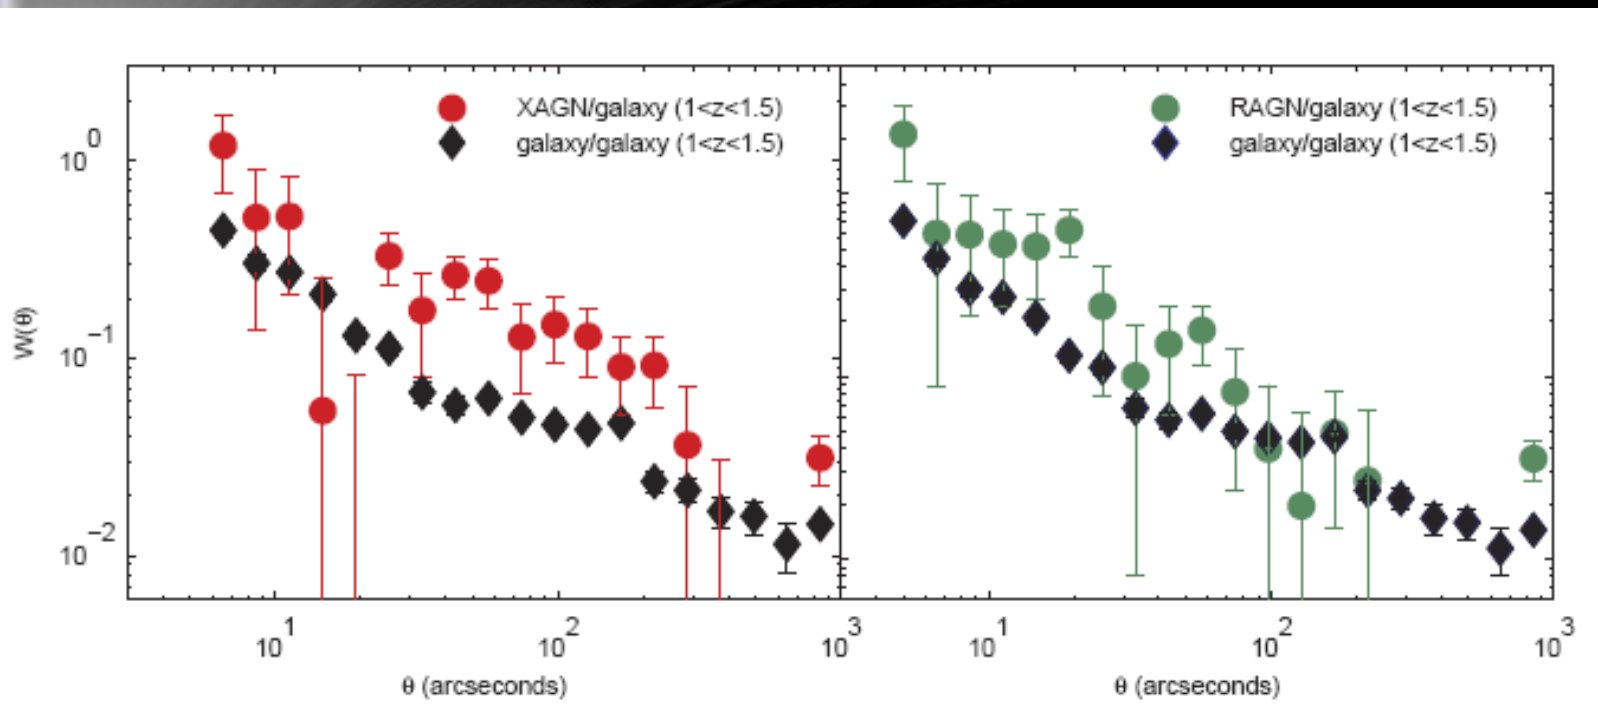 XAGN/galaxy (1<z<1.5)
galaxy/galaxy (1<z<1.5)
RAGN/galaxy (1<z<1.5)
galaxy/galaxy (1<z<1.5)
W(θ)
10^0
10^−1
10^−2
10^1 10^2 10^3
10^1 10^2 10^3
θ (arcseconds)
θ (arcseconds)